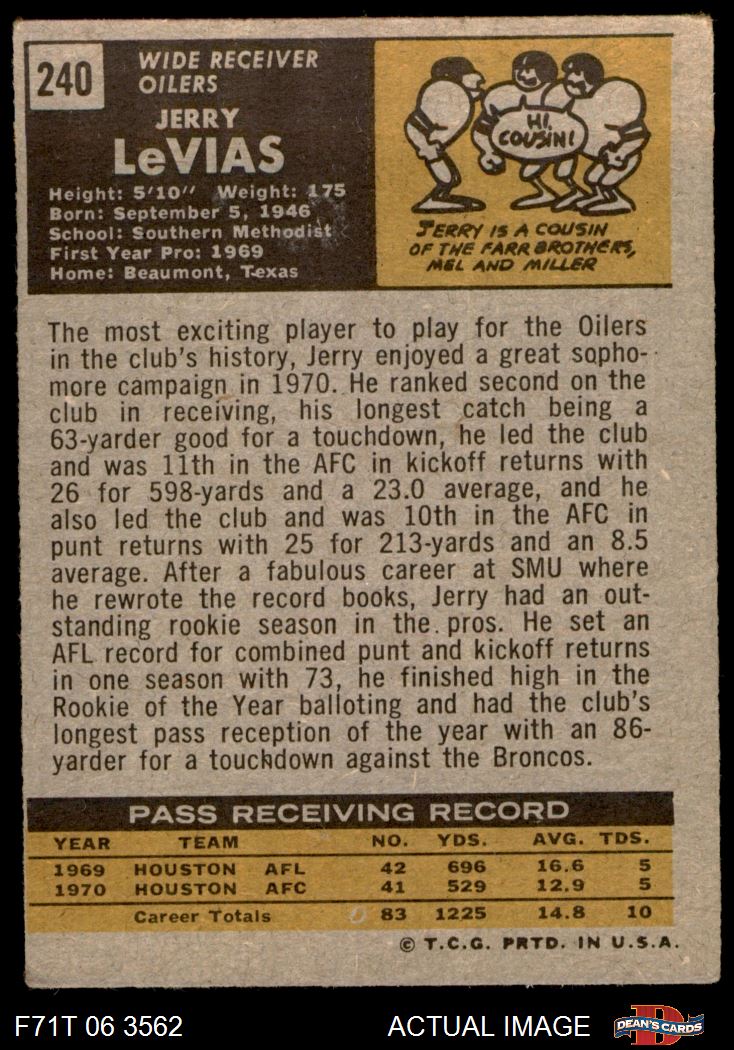 240
WIDE RECEIVER
OILERS
JERRY
LeVIAS
Height: 5'10" Weight: 175
Born: September 5, 1946
School: Southern Methodist
First Year Pro: 1969
Home: Beaumont, Texas
HI,
COUSIN!
JERRY IS A COUSIN
OF THE FARR BROTHERS,
MEL AND MILLER
The most exciting player to play for the Oilers
in the club's history, Jerry enjoyed a great sopho-
more campaign in 1970. He ranked second on the
club in receiving, his longest catch being a
63-yarder good for a touchdown, he led the club
and was 11th in the AFC in kickoff returns with
26 for 598-yards and a 23.0 average, and he
also led the club and was 10th in the AFC in
punt returns with 25 for 213-yards and an 8.5
average. After a fabulous career at SMU where
he rewrote the record books, Jerry had an out-
standing rookie season in the pros. He set an
AFL record for combined punt and kickoff returns
in one season with 73, he finished high in the
Rookie of the Year balloting and had the club's
longest pass reception of the year with an 86-
yarder for a touchdown against the Broncos.
PASS RECEIVING RECORD
YEAR TEAM NO. YDS. AVG. TDS.
1969 HOUSTON AFL 42 696 16.6 5
1970 HOUSTON AFC 41 529 12.9 5
Career Totals 83 1225 14.8 10
© T.C.G. PRTD. IN U.S.A.
F71T 06 3562 ACTUAL IMAGE D DEAN'S CARDS